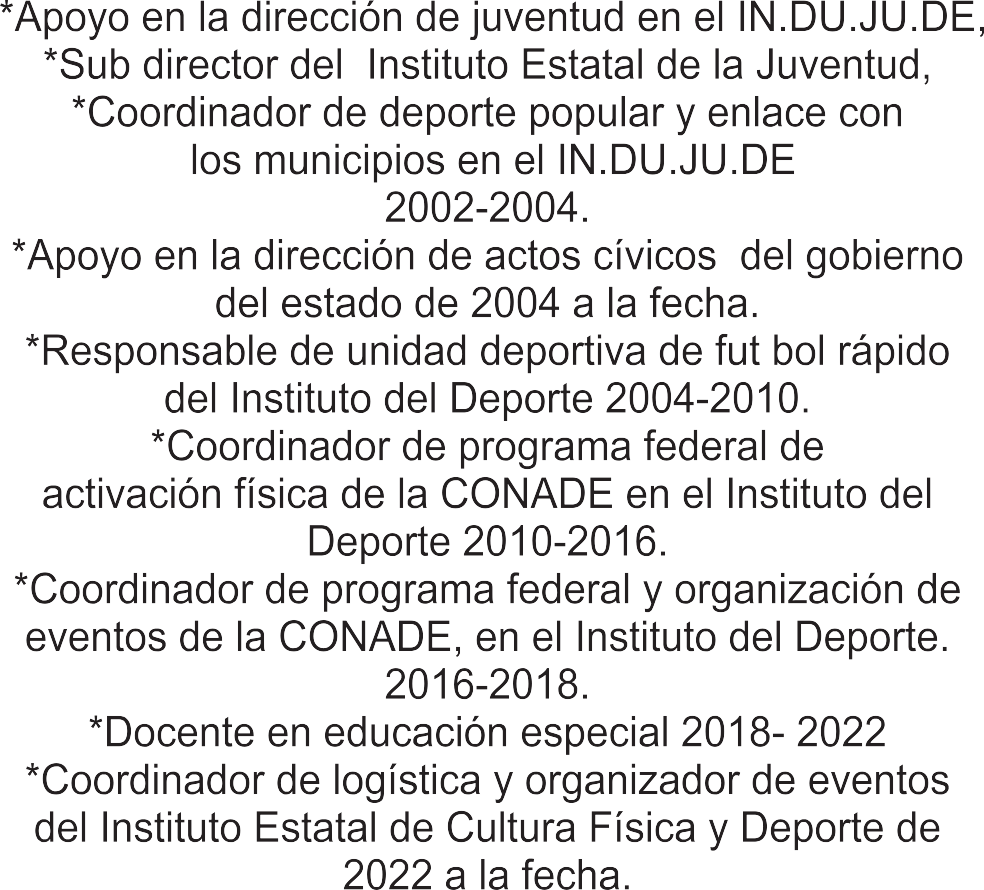 *Apoyo en la dirección de juventud en el IN.DU.JU.DE,
*Sub director del  Instituto Estatal de la Juventud,
*Coordinador de deporte popular y enlace con
los municipios en el IN.DU.JU.DE
2002-2004.
*Apoyo en la dirección de actos cívicos  del gobierno
del estado de 2004 a la fecha.
*Responsable de unidad deportiva de fut bol rápido
del Instituto del Deporte 2004-2010.
*Coordinador de programa federal de
activación física de la CONADE en el Instituto del
Deporte 2010-2016.
*Coordinador de programa federal y organización de
eventos de la CONADE, en el Instituto del Deporte.
2016-2018.
*Docente en educación especial 2018- 2022
*Coordinador de logística y organizador de eventos
del Instituto Estatal de Cultura Física y Deporte de
2022 a la fecha.